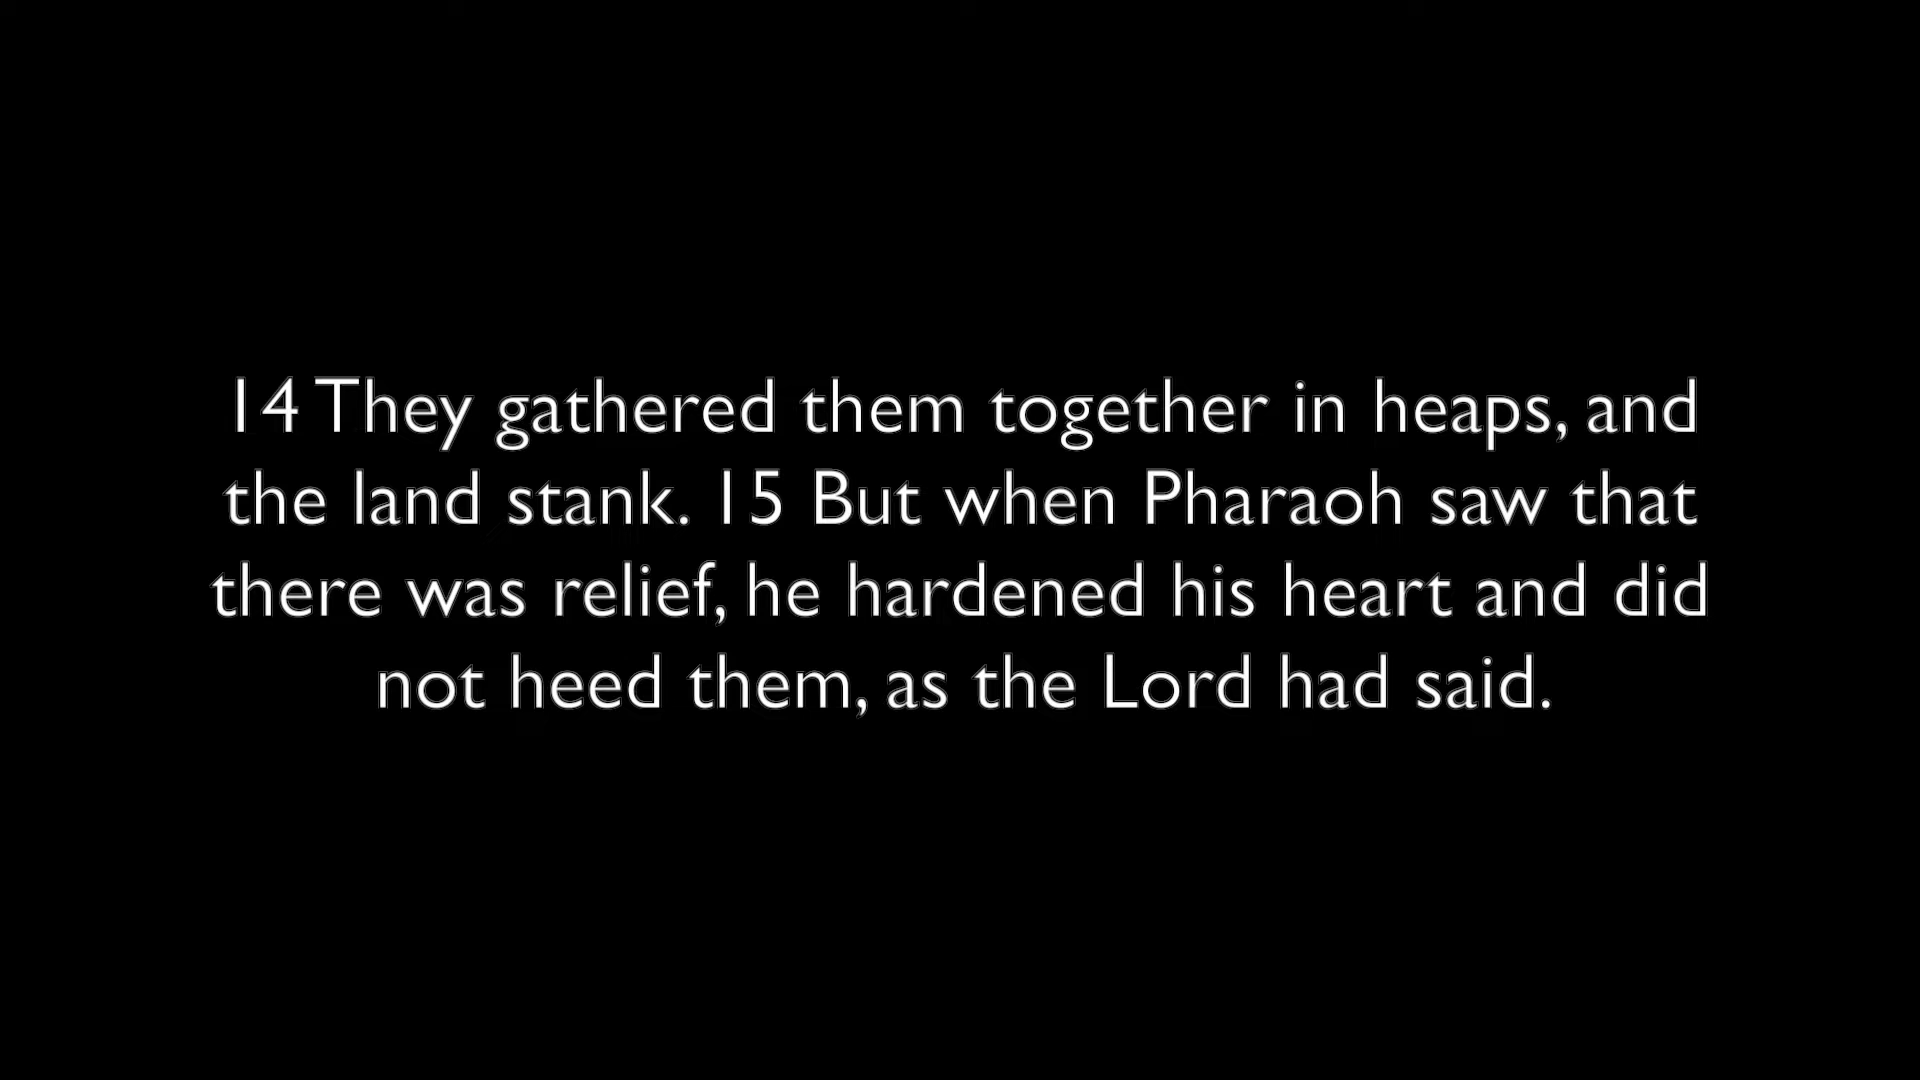 14 They gathered them together in heaps, and
the land stank. 15 But when Pharaoh saw that
there was relief, he hardened his heart and did
not heed them, as the Lord had said.